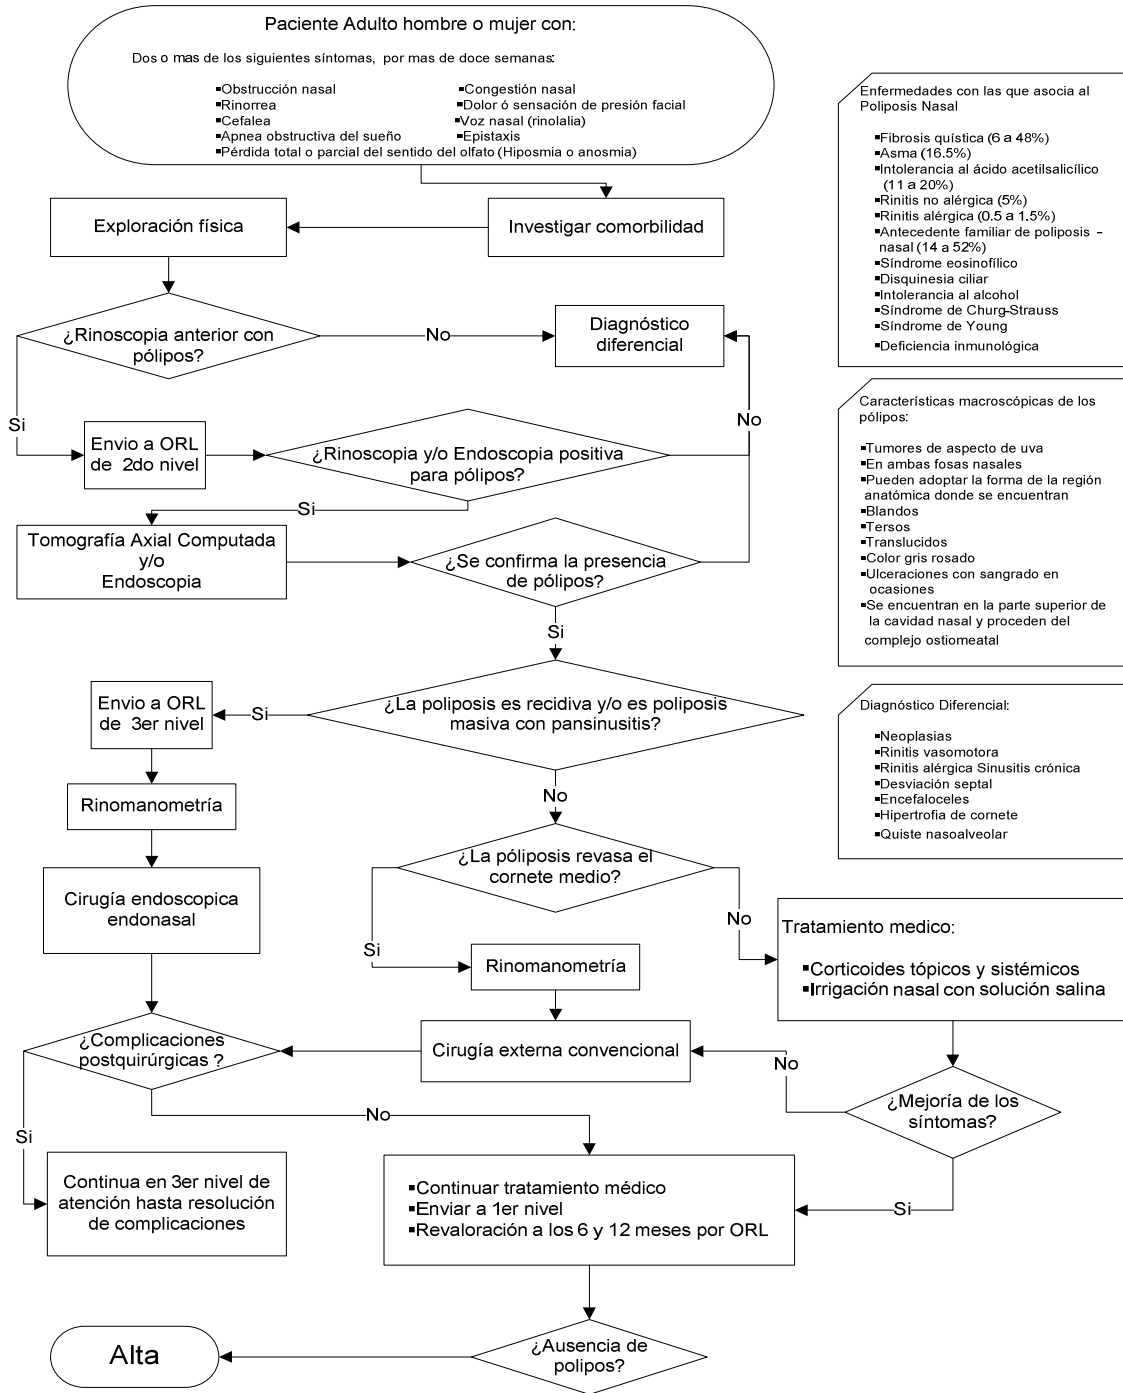 Paciente Adulto hombre o mujer con:
Dos o mas de los siguientes síntomas, por mas de doce semanas:
▪Obstrucción nasal
▪Congestión nasal
▪Rinorrea
▪Dolor ó sensación de presión facial
▪Cefalea
▪Voz nasal (rinolalia)
▪Apnea obstructiva del sueño
▪Epistaxis
▪Pérdida total o parcial del sentido del olfato (Hiposmia o anosmia)
Exploración física
Investigar comorbilidad
¿Rinoscopia anterior con
pólipos?
No
Diagnóstico
diferencial
Si
No
Envio a ORL
de 2do nivel
¿Rinoscopia y/o Endoscopia positiva
para pólipos?
Si
Tomografía Axial Computada
y/o
Endoscopia
¿Se confirma la presencia
de pólipos?
Si
¿La poliposis es recidiva y/o es poliposis
masiva con pansinusitis?
Si
Envio a ORL
de 3er nivel
No
Rinomanometría
¿La póliposis revasa el
cornete medio?
Cirugía endoscopica
endonasal
Si
No
Rinomanometría
Tratamiento medico:
▪Corticoides tópicos y sistémicos
▪Irrigación nasal con solución salina
¿Complicaciones
postquirúrgicas ?
Cirugía externa convencional
No
¿Mejoría de los
síntomas?
Si
No
Si
Continua en 3er nivel de
atención hasta resolución
de complicaciones
▪Continuar tratamiento médico
▪Enviar a 1er nivel
▪Revaloración a los 6 y 12 meses por ORL
¿Ausencia de
polipos?
Alta
Enfermedades con las que asocia al
Poliposis Nasal
▪Fibrosis quística (6 a 48%)
▪Asma (16.5%)
▪Intolerancia al ácido acetilsalicílico
(11 a 20%)
▪Rinitis no alérgica (5%)
▪Rinitis alérgica (0.5 a 1.5%)
▪Antecedente familiar de poliposis -
nasal (14 a 52%)
▪Síndrome eosinofílico
▪Disquinesia ciliar
▪Intolerancia al alcohol
▪Síndrome de Churg-Strauss
▪Síndrome de Young
▪Deficiencia inmunológica
Características macroscópicas de los
pólipos:
▪Tumores de aspecto de uva
▪En ambas fosas nasales
▪Pueden adoptar la forma de la región
anatómica donde se encuentran
▪Blandos
▪Tersos
▪Translucidos
▪Color gris rosado
▪Ulceraciones con sangrado en
ocasiones
▪Se encuentran en la parte superior de
la cavidad nasal y proceden del
complejo ostiomeatal
Diagnóstico Diferencial:
▪Neoplasias
▪Rinitis vasomotora
▪Rinitis alérgica Sinusitis crónica
▪Desviación septal
▪Encefaloceles
▪Hipertrofia de cornete
▪Quiste nasoalveolar